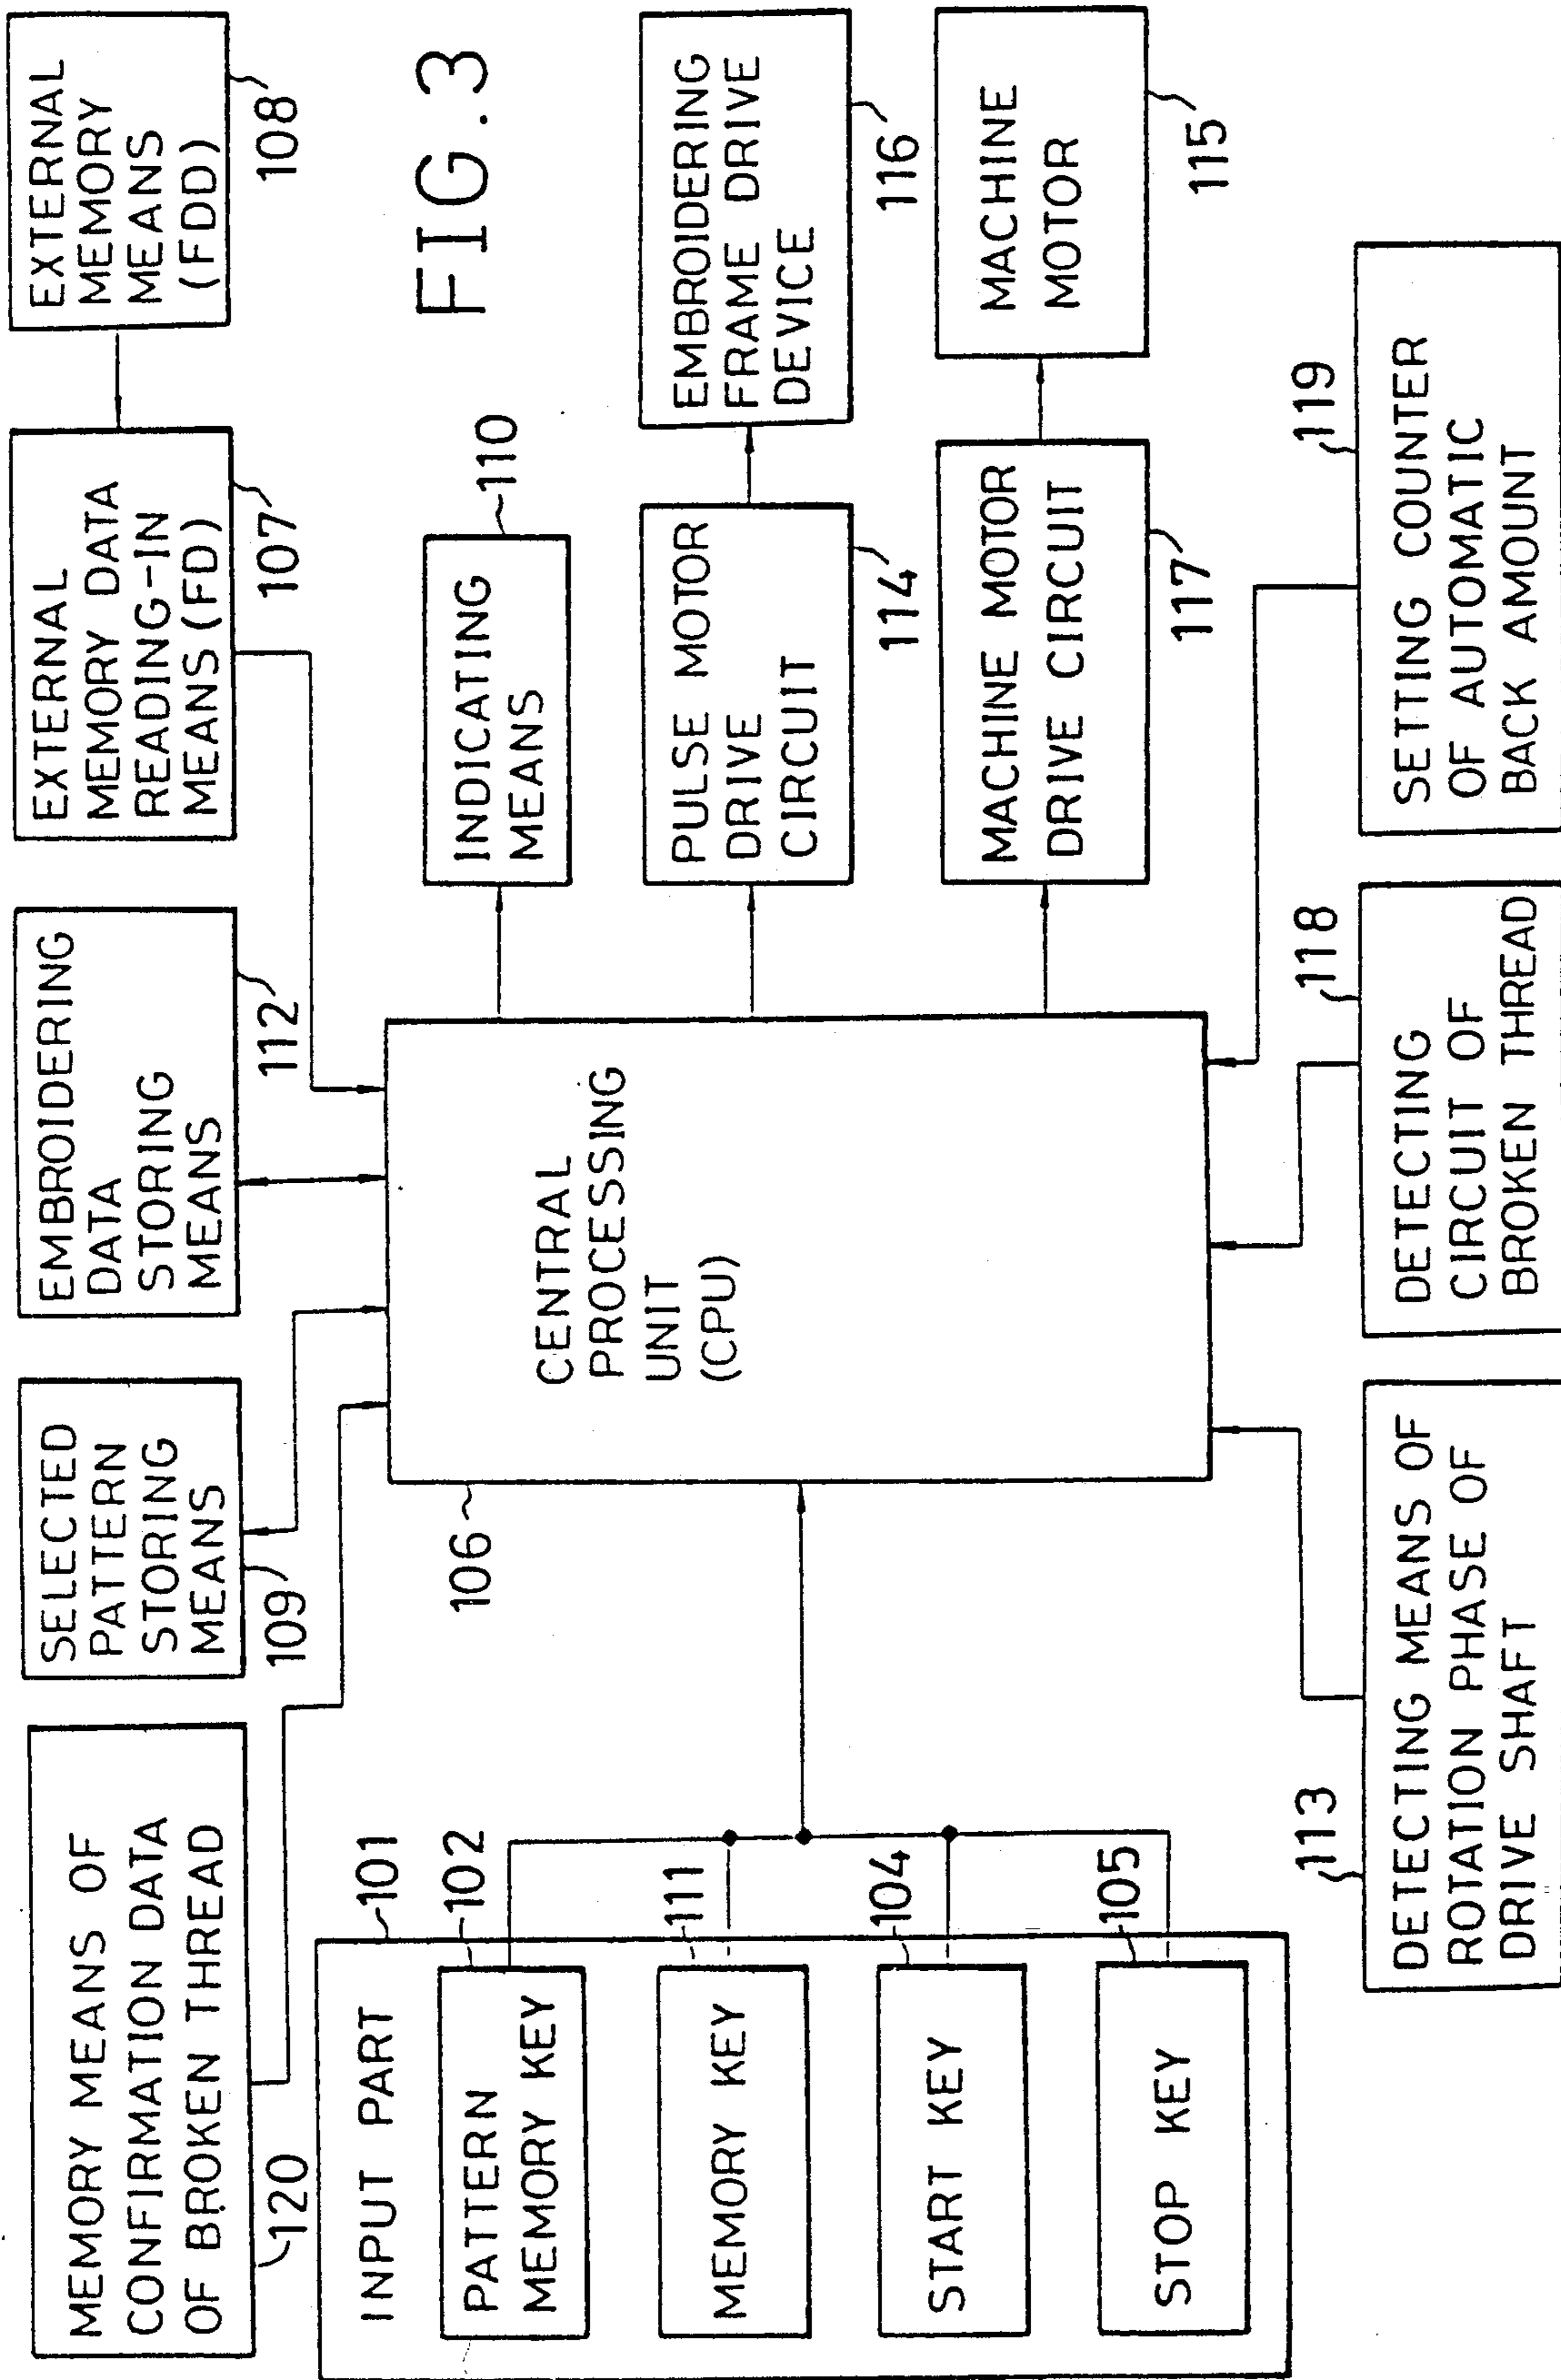 FIG.3
MEMORY MEANS OF
CONFIRMATION DATA
OF BROKEN THREAD
120
SELECTED
PATTERN
STORING
MEANS
109
EMBROIDERING
DATA
STORING
MEANS
112
EXTERNAL
MEMORY DATA
READING-IN
MEANS (FD)
107
EXTERNAL
MEMORY
MEANS
(FDD)
108
INPUT PART
101
PATTERN
MEMORY KEY
102
MEMORY KEY
111
START KEY
104
STOP KEY
105
106
CENTRAL
PROCESSING
UNIT
(CPU)
INDICATING
MEANS
110
PULSE MOTOR
DRIVE
CIRCUIT
114
EMBROIDERING
FRAME DRIVE
DEVICE
116
MACHINE MOTOR
DRIVE CIRCUIT
117
MACHINE
MOTOR
115
113
DETECTING MEANS OF
ROTATION PHASE OF
DRIVE SHAFT
118
DETECTING
CIRCUIT OF
BROKEN THREAD
119
SETTING COUNTER
OF AUTOMATIC
BACK AMOUNT